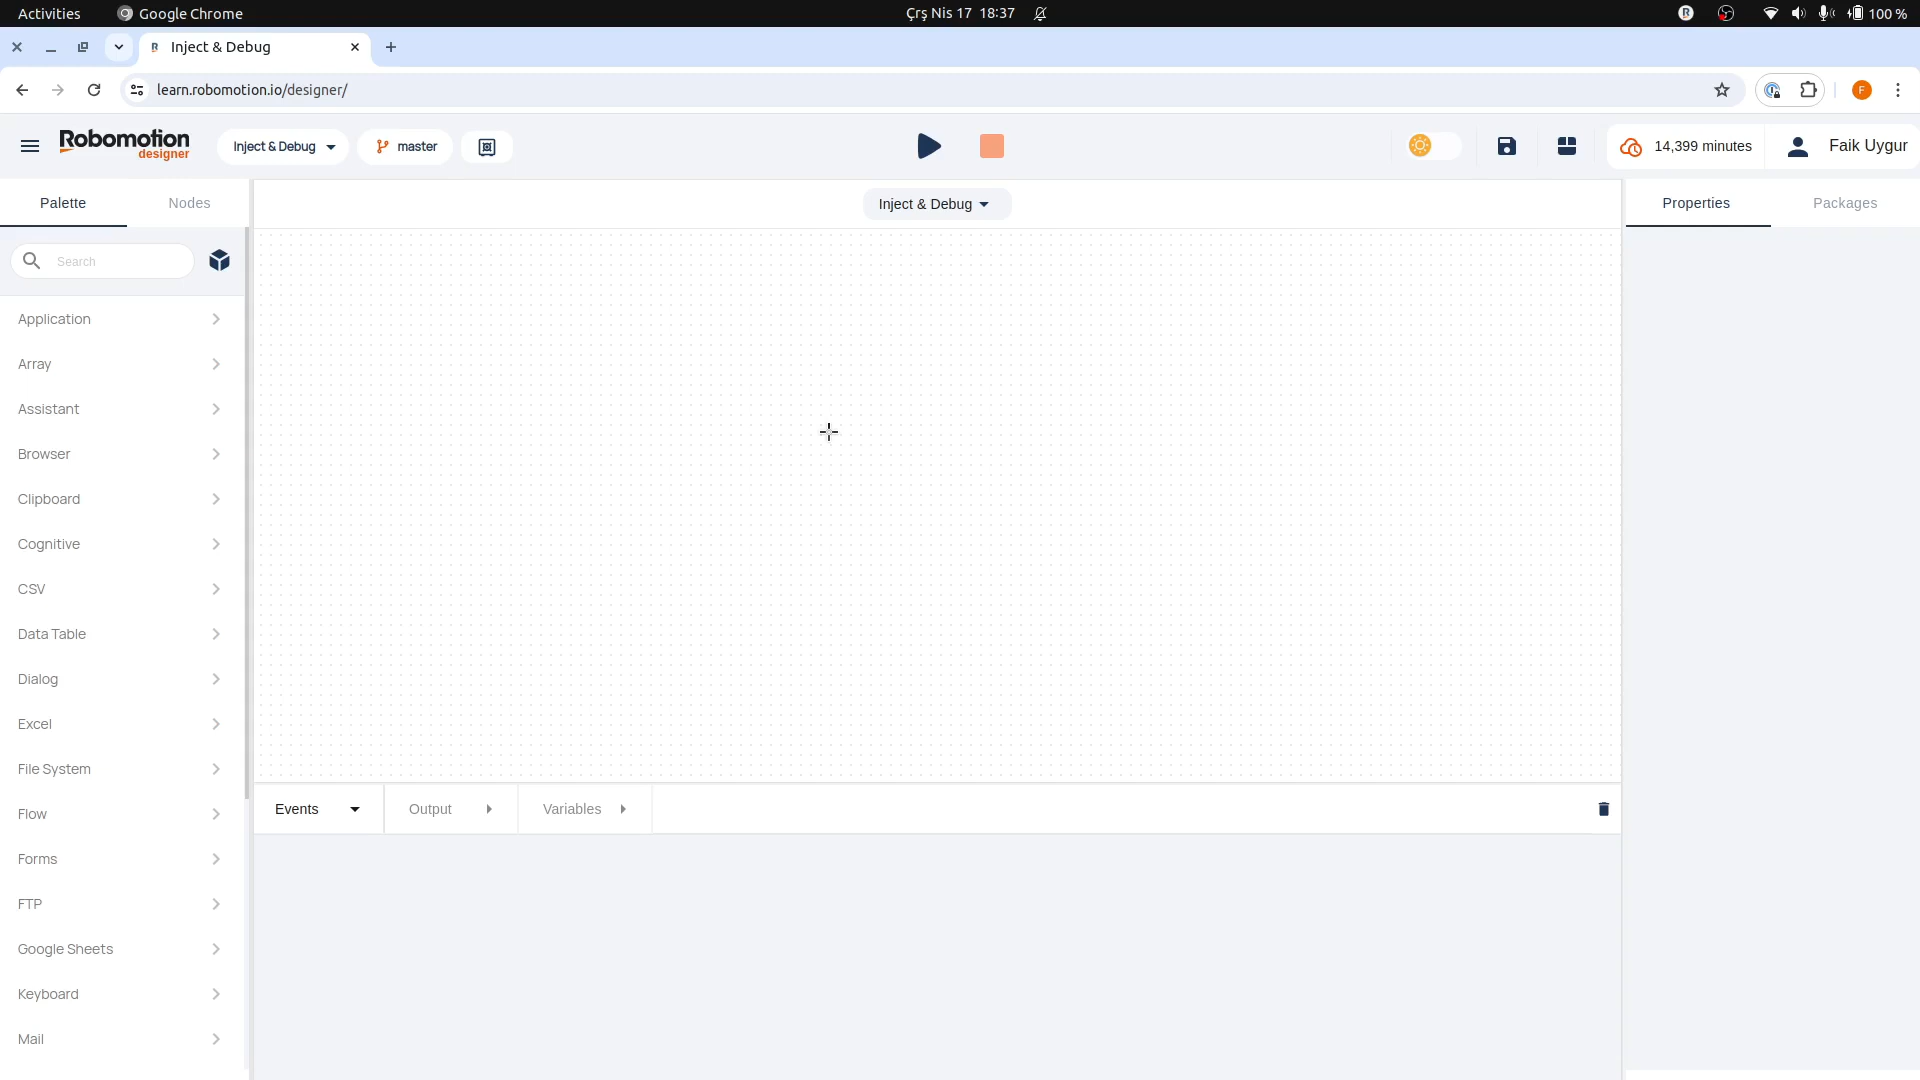 Activities
Google Chrome
Çrş Nis 17 18:37
100 %
Inject & Debug
learn.robomotion.io/designer/
F
Robomotion
designer
Inject & Debug
master
14,399 minutes
Faik Uygur
Palette
Nodes
Inject & Debug
Properties
Packages
Search
Application
Array
Assistant
Browser
Clipboard
Cognitive
CSV
Data Table
Dialog
Excel
File System
Flow
Forms
FTP
Google Sheets
Keyboard
Mail
Events
Output
Variables